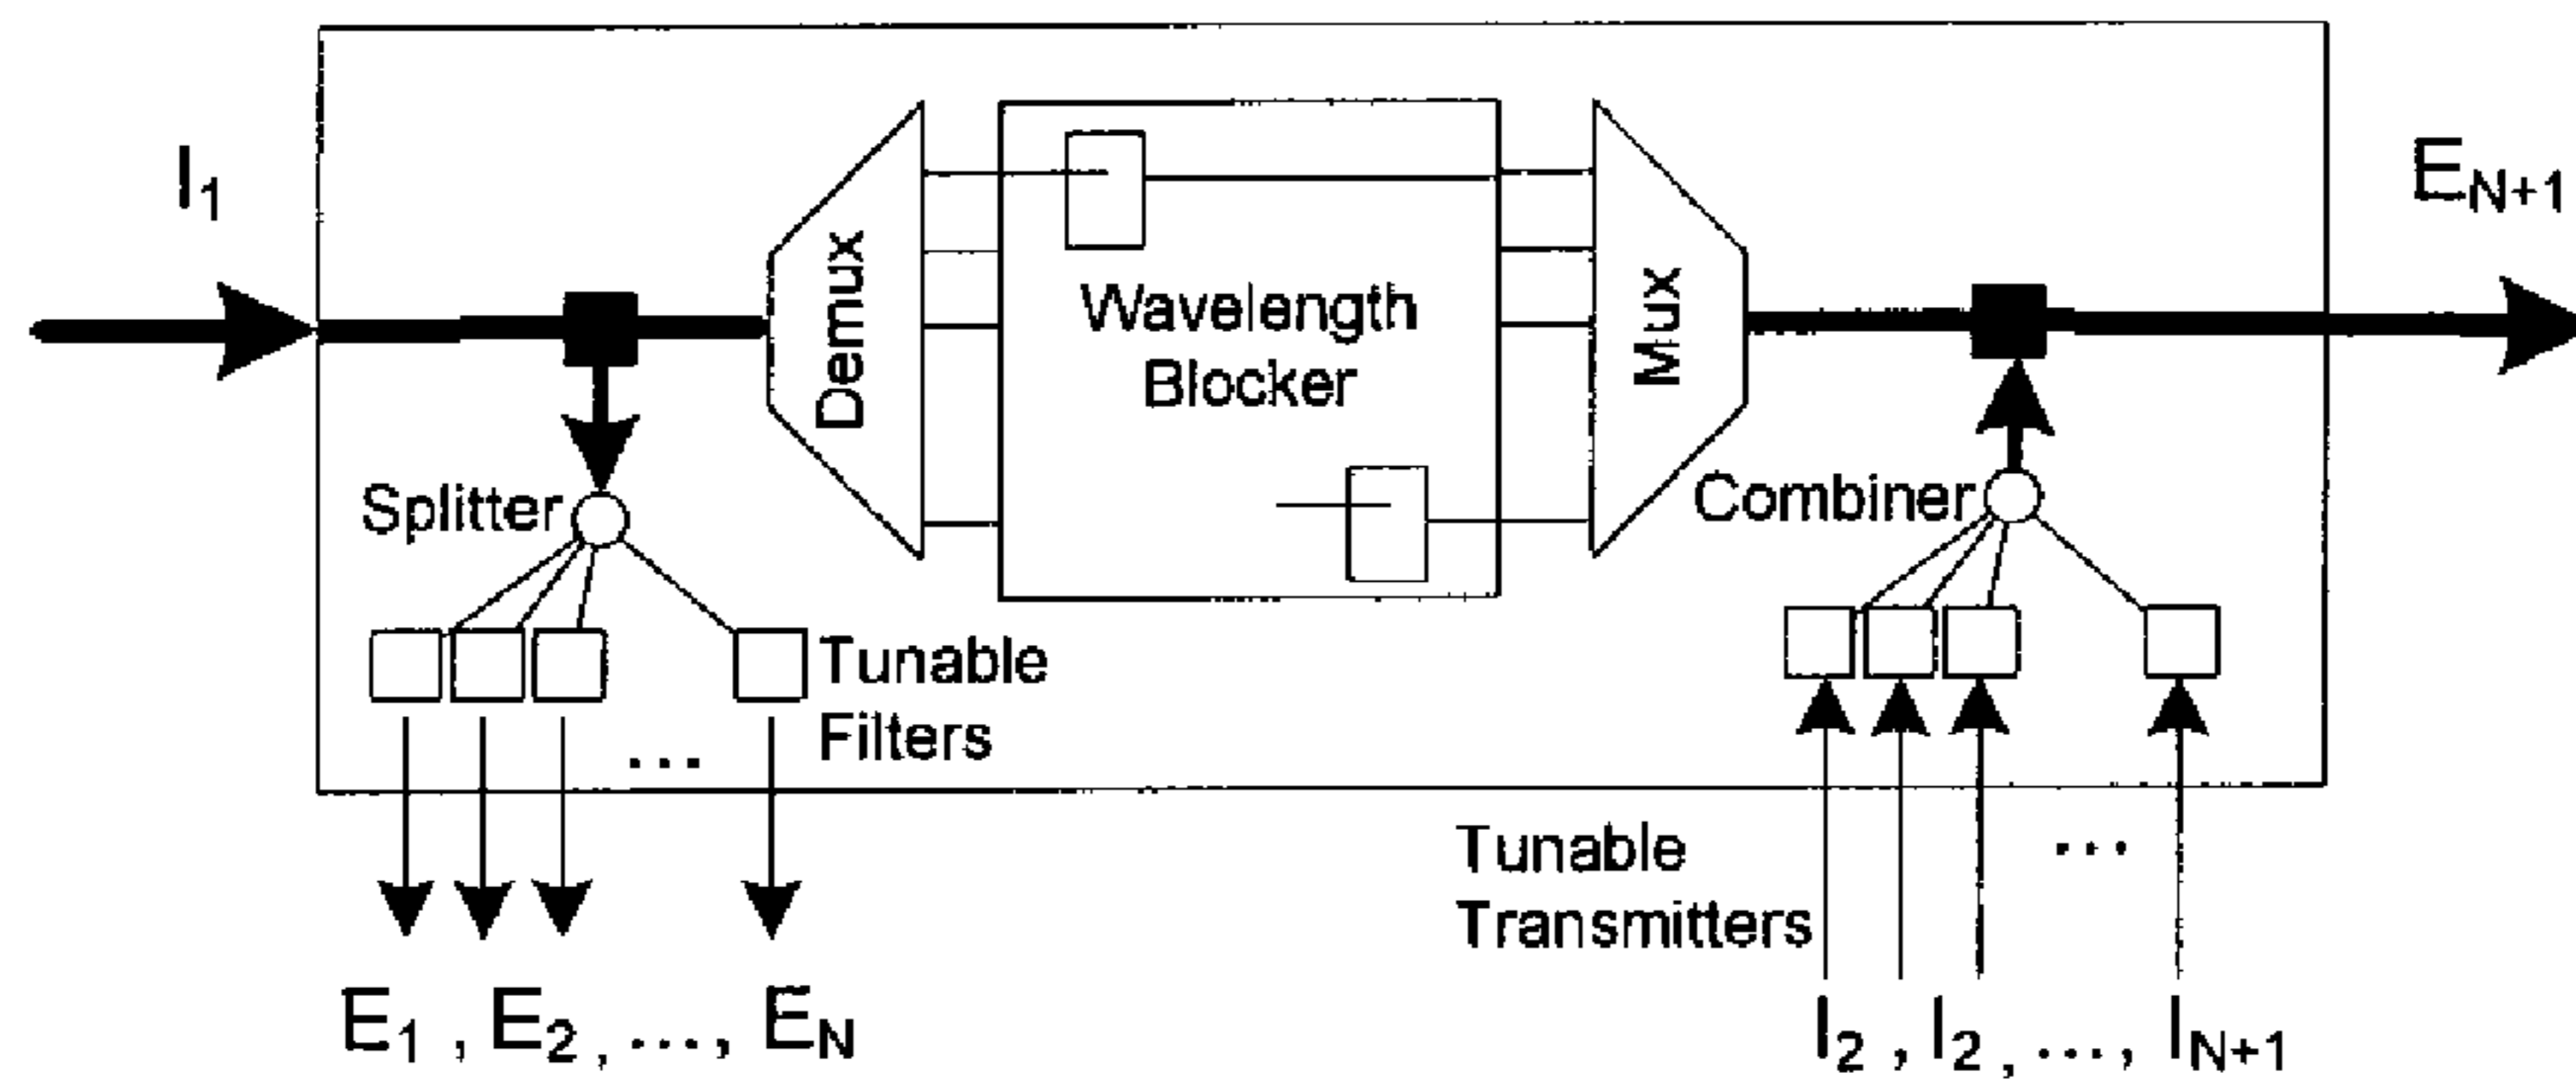 I1
EN+1
Demux
Wavelength
Blocker
Mux
Splitter
Combiner
Tunable
Filters
...
Tunable
Transmitters
...
E1 , E2 , ..., EN
I2 , I2 , ..., IN+1